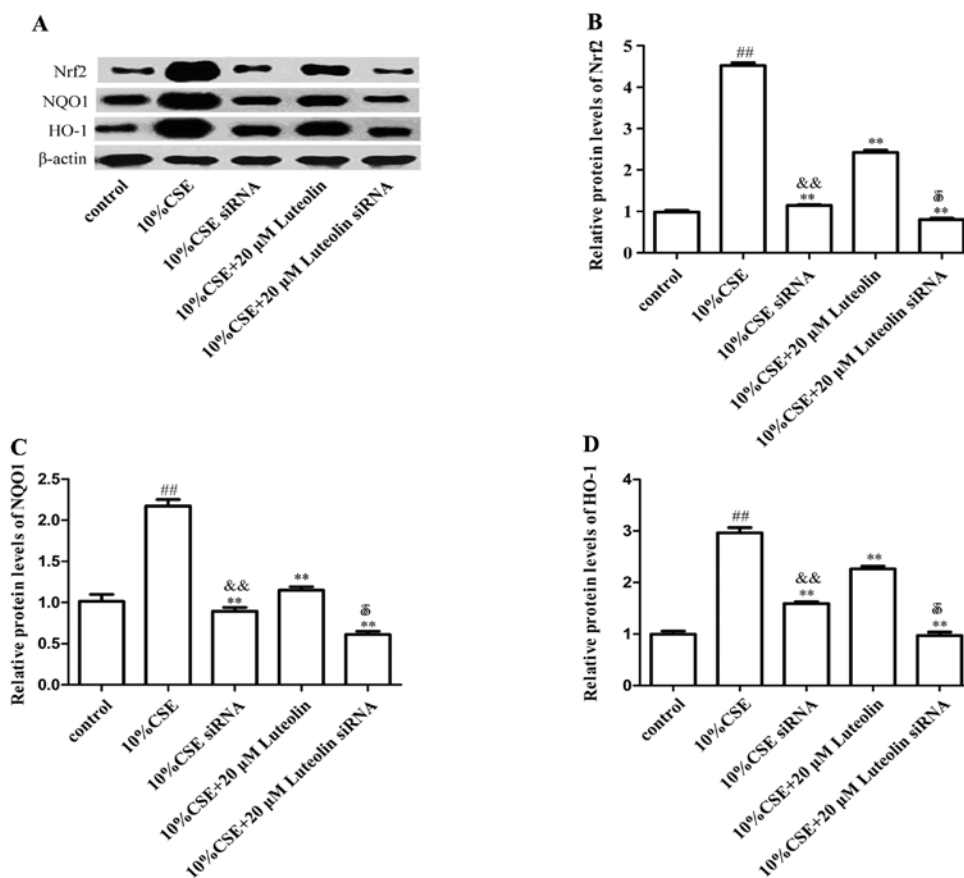 A
Nrf2
NQO1
HO-1
β-actin
control
10%CSE
10%CSE siRNA
10%CSE+20 μM Luteolin
10%CSE+20 μM Luteolin siRNA
B
Relative protein levels of Nrf2
5
4
3
2
1
0
##
&&
**
**
**
control
10%CSE
10%CSE siRNA
10%CSE+20 μM Luteolin
10%CSE+20 μM Luteolin siRNA
C
Relative protein levels of NQO1
2.5
2.0
1.5
1.0
0.5
0.0
##
&&
**
**
**
control
10%CSE
10%CSE siRNA
10%CSE+20 μM Luteolin
10%CSE+20 μM Luteolin siRNA
D
Relative protein levels of HO-1
4
3
2
1
0
##
&&
**
**
**
control
10%CSE
10%CSE siRNA
10%CSE+20 μM Luteolin
10%CSE+20 μM Luteolin siRNA